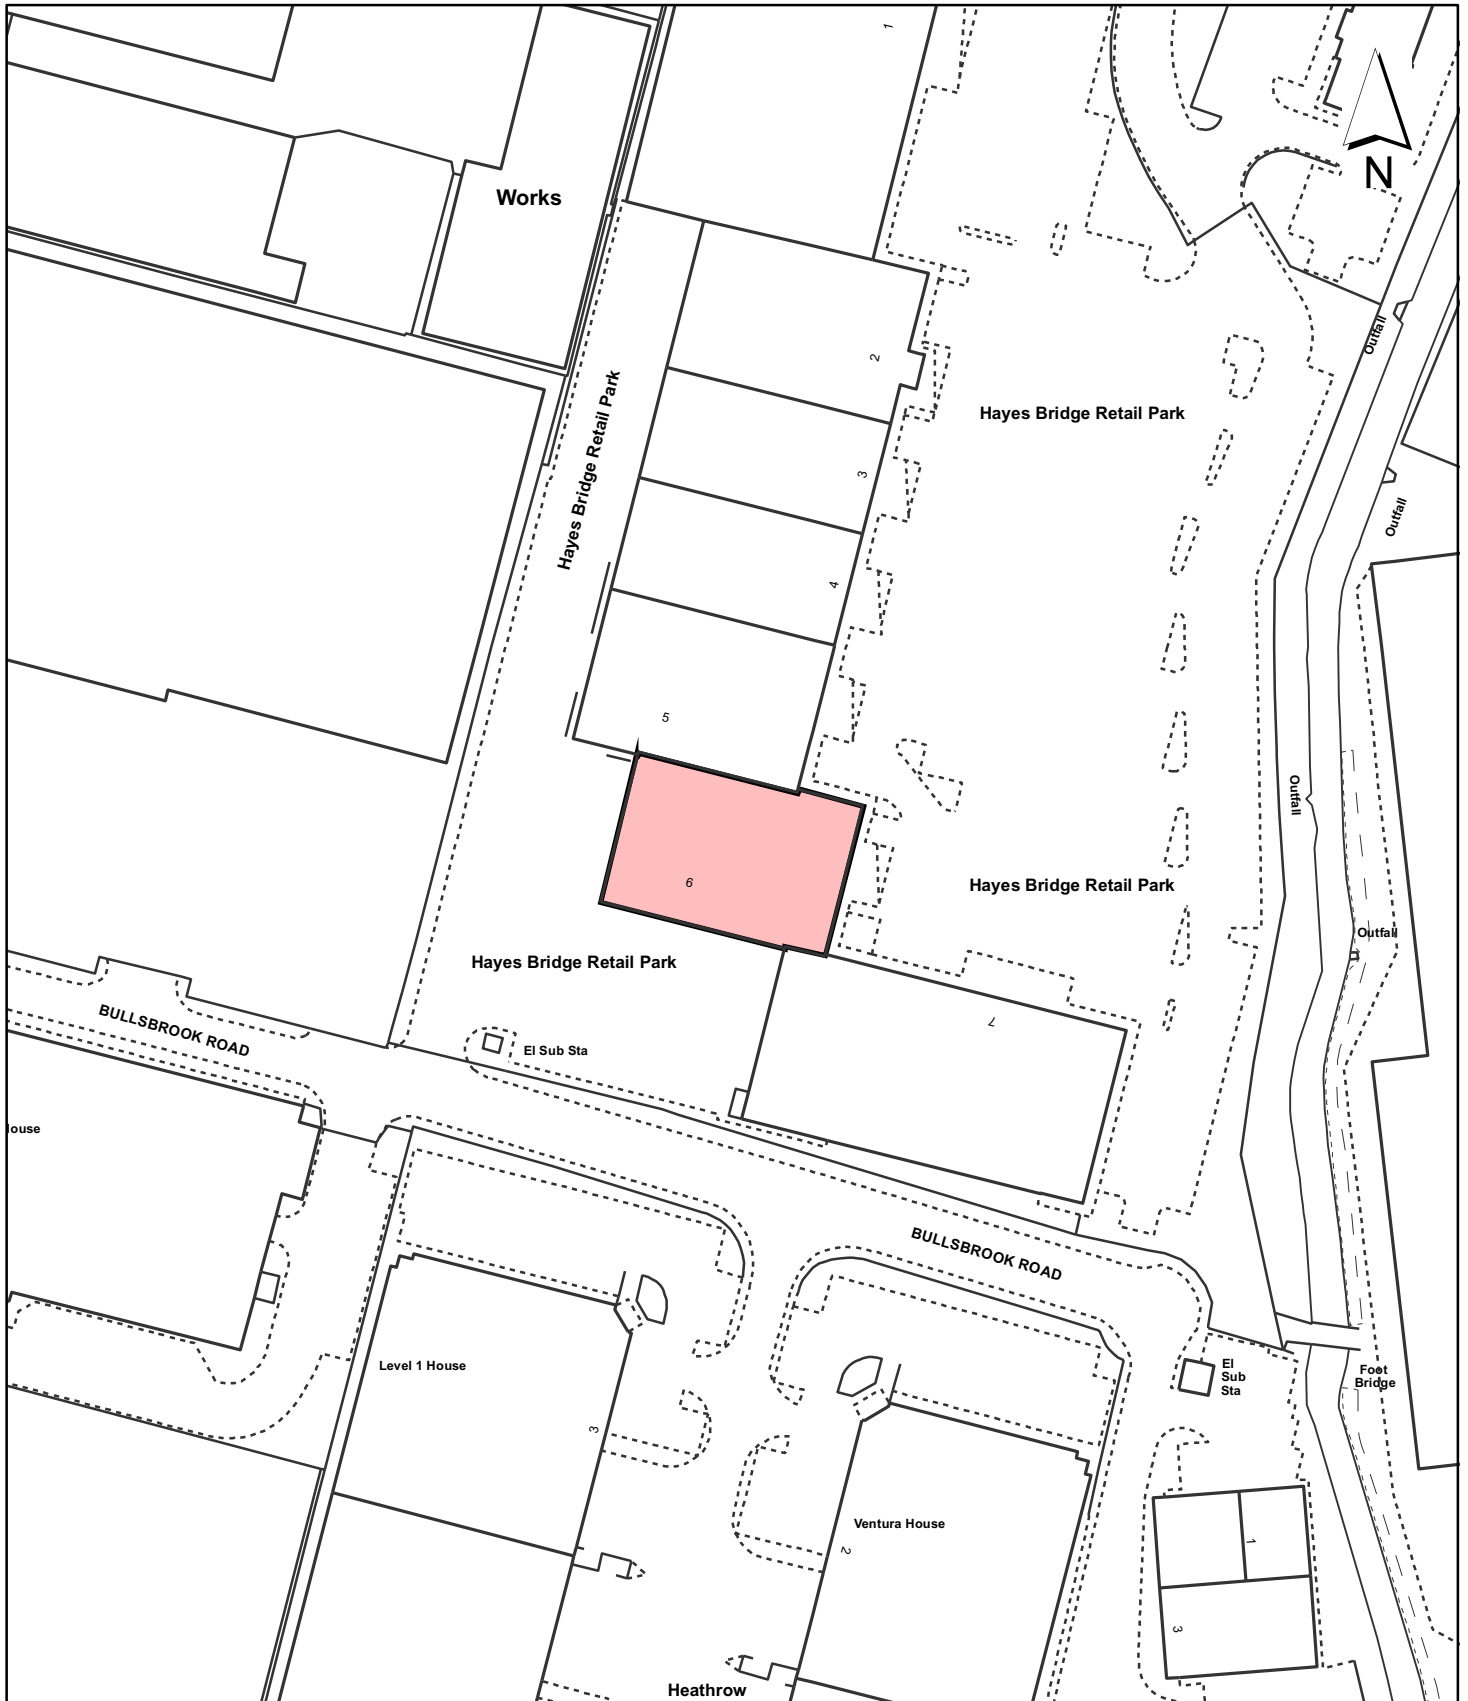 1
N
Works
Outfall
2
Hayes Bridge Retail Park
Hayes Bridge Retail Park
3
Outfall
4
5
Outfall
6
Hayes Bridge Retail Park
Outfall
Hayes Bridge Retail Park
7
BULLSBROOK ROAD
El Sub Sta
louse
BULLSBROOK ROAD
Level 1 House
El
Sub
Sta
Foot
Bridge
3
Ventura House
2
1
3
Heathrow